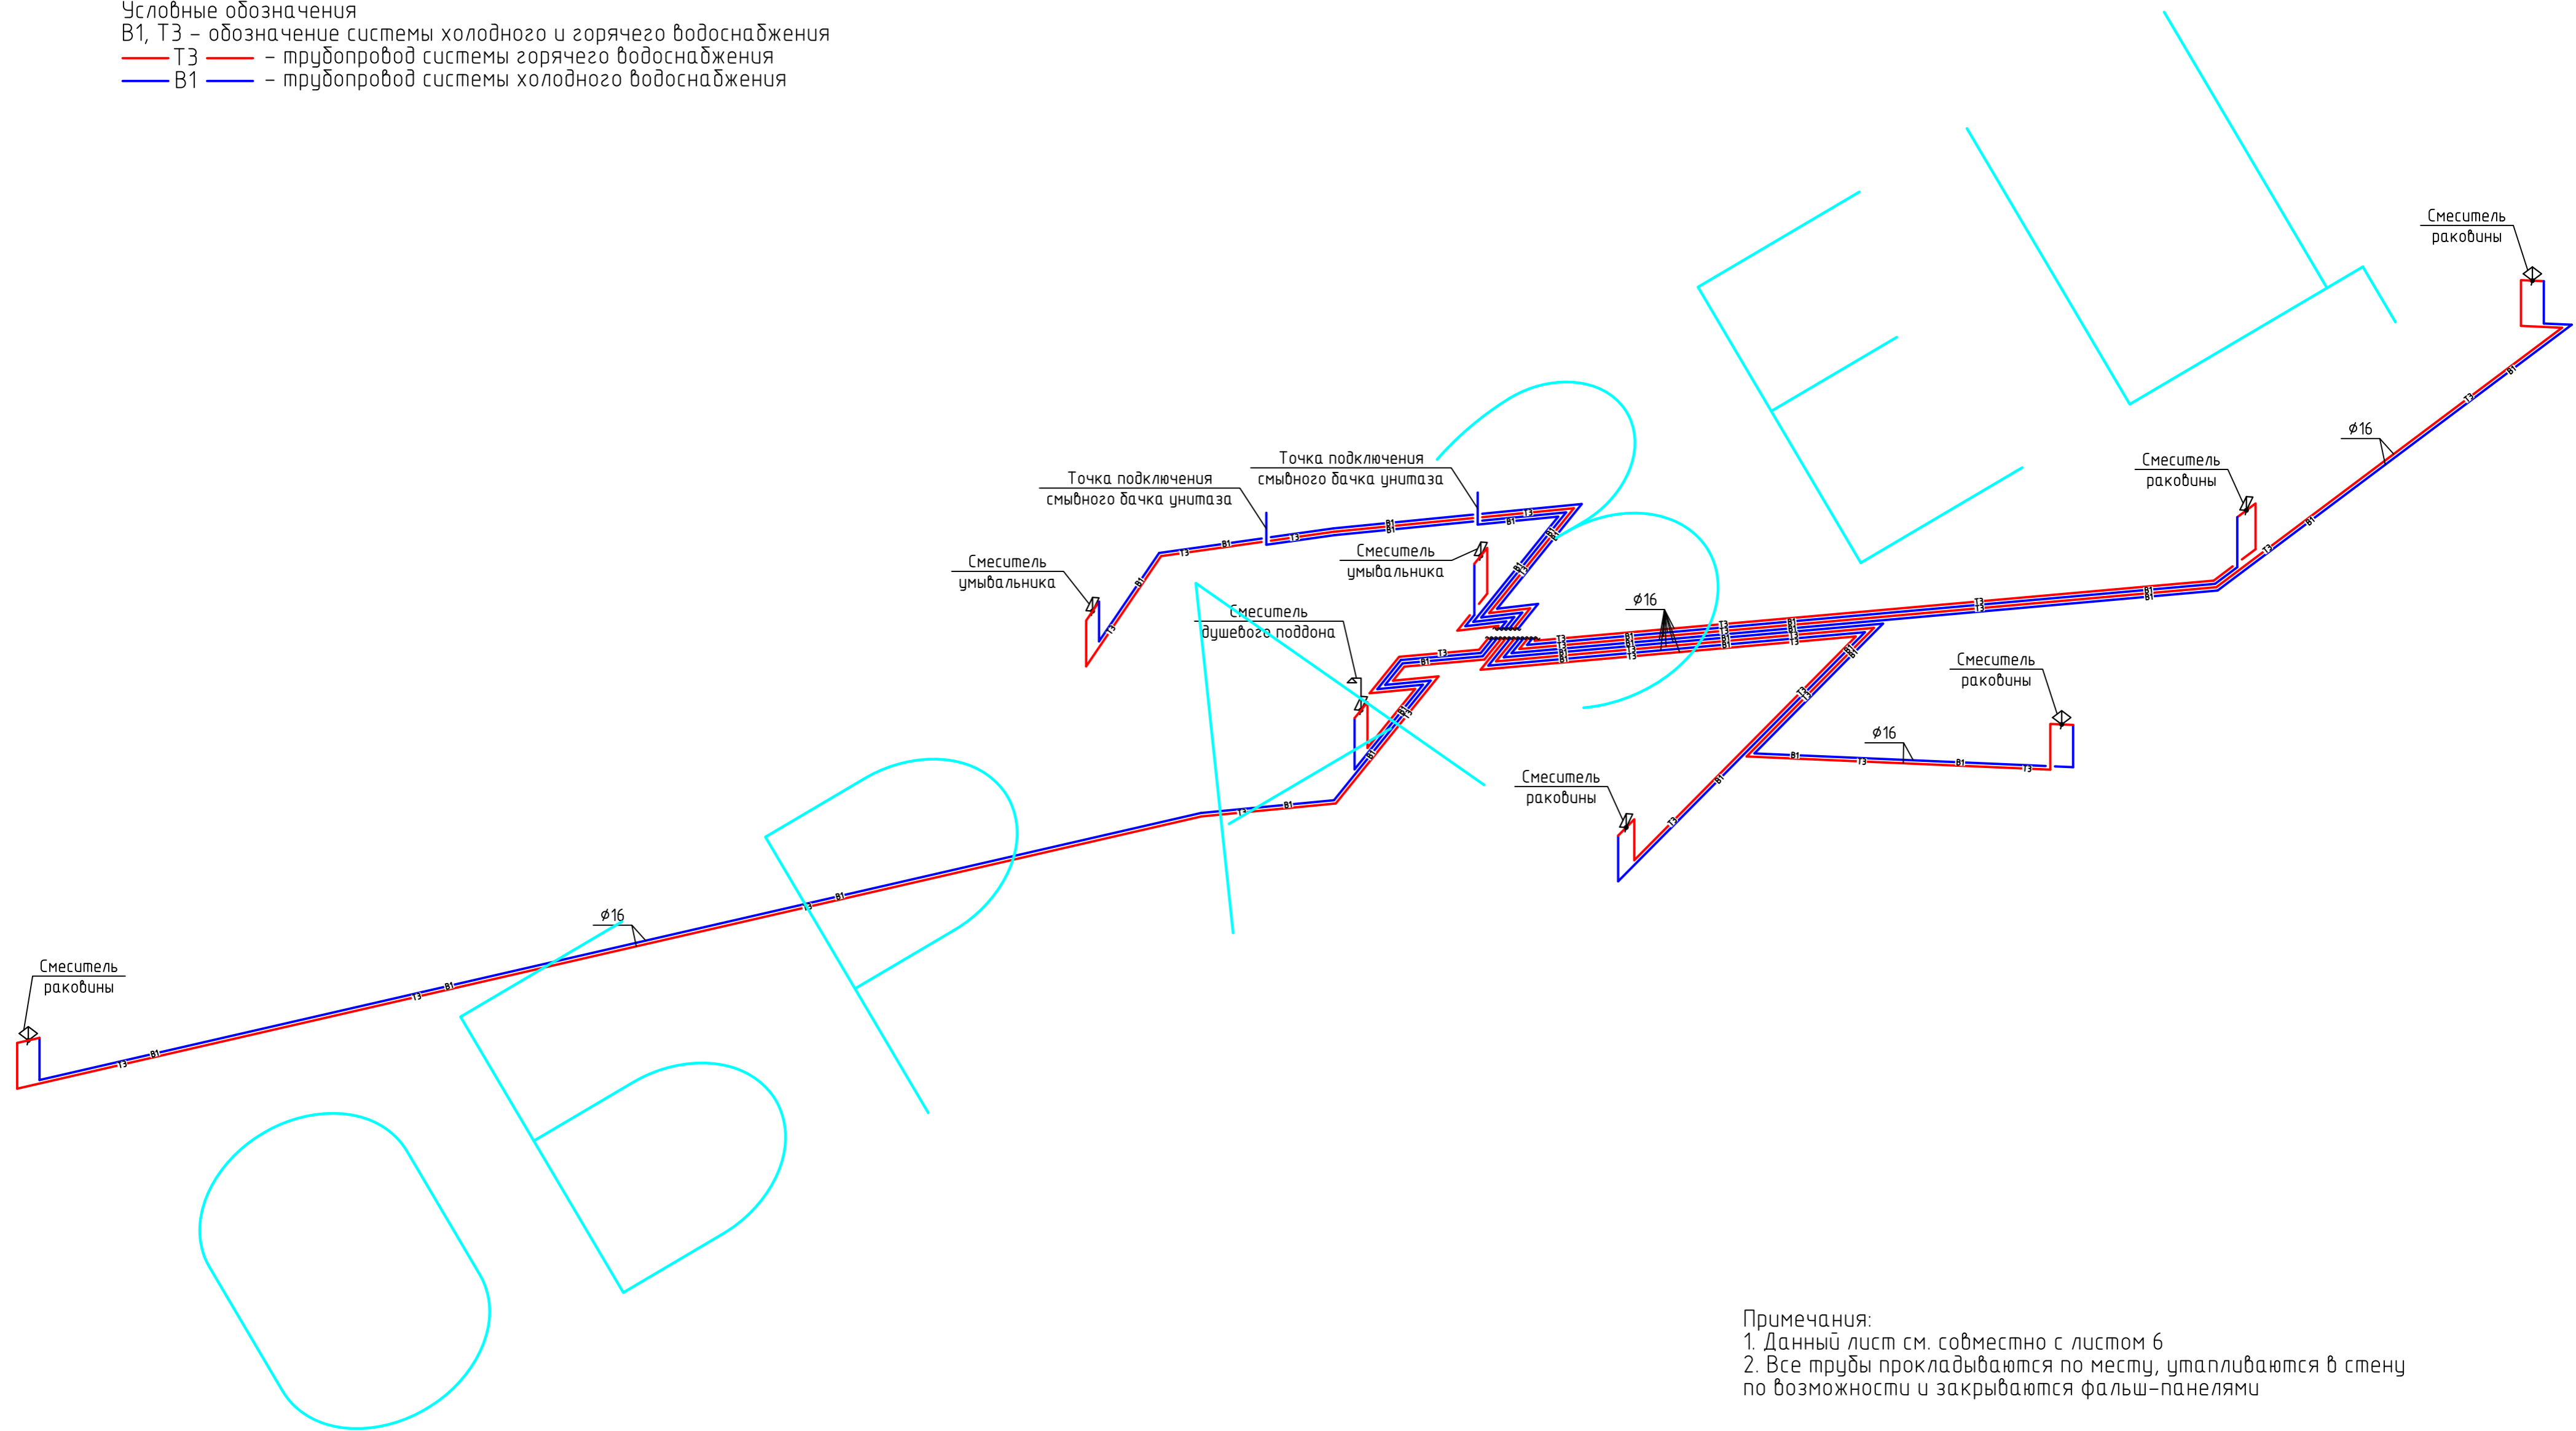 Условные обозначения
В1, Т3 - обозначение системы холодного и горячего водоснабжения
Т3 - трубопровод системы горячего водоснабжения
В1 - трубопровод системы холодного водоснабжения
Смеситель
раковины
Ø16
Смеситель
раковины
Точка подключения
смывного бачка унитаза
Точка подключения
смывного бачка унитаза
Смеситель
умывальника
Смеситель
умывальника
Смеситель
душевого поддона
Ø16
Смеситель
раковины
Ø16
Смеситель
раковины
Ø16
Смеситель
раковины
ОБРАЗЕЦ
Примечания:
1. Данный лист см. совместно с листом 6
2. Все трубы прокладываются по месту, утапливаются в стену
по возможности и закрываются фальш-панелями